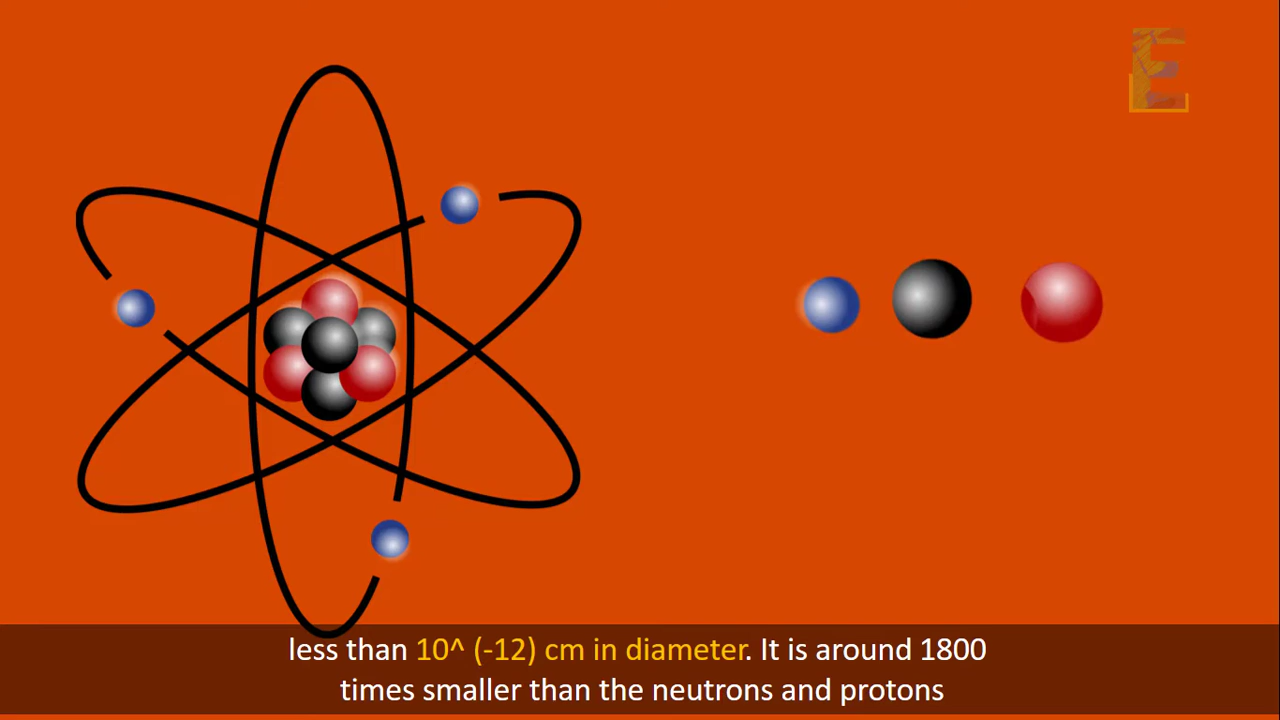 E
less than 10^ (-12) cm in diameter. It is around 1800
times smaller than the neutrons and protons